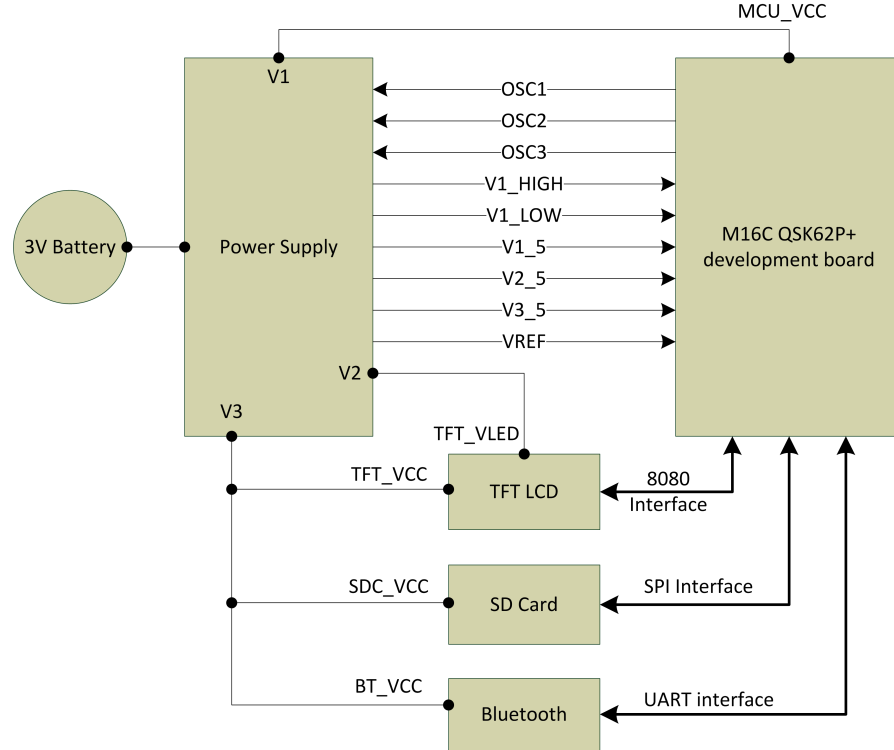 MCU_VCC
V1
OSC1
OSC2
OSC3
V1_HIGH
V1_LOW
3V Battery
Power Supply
V1_5
M16C QSK62P+
development board
V2_5
V3_5
VREF
V2
V3
TFT_VLED
TFT_VCC
TFT LCD
8080
Interface
SDC_VCC
SD Card
SPI Interface
BT_VCC
Bluetooth
UART interface